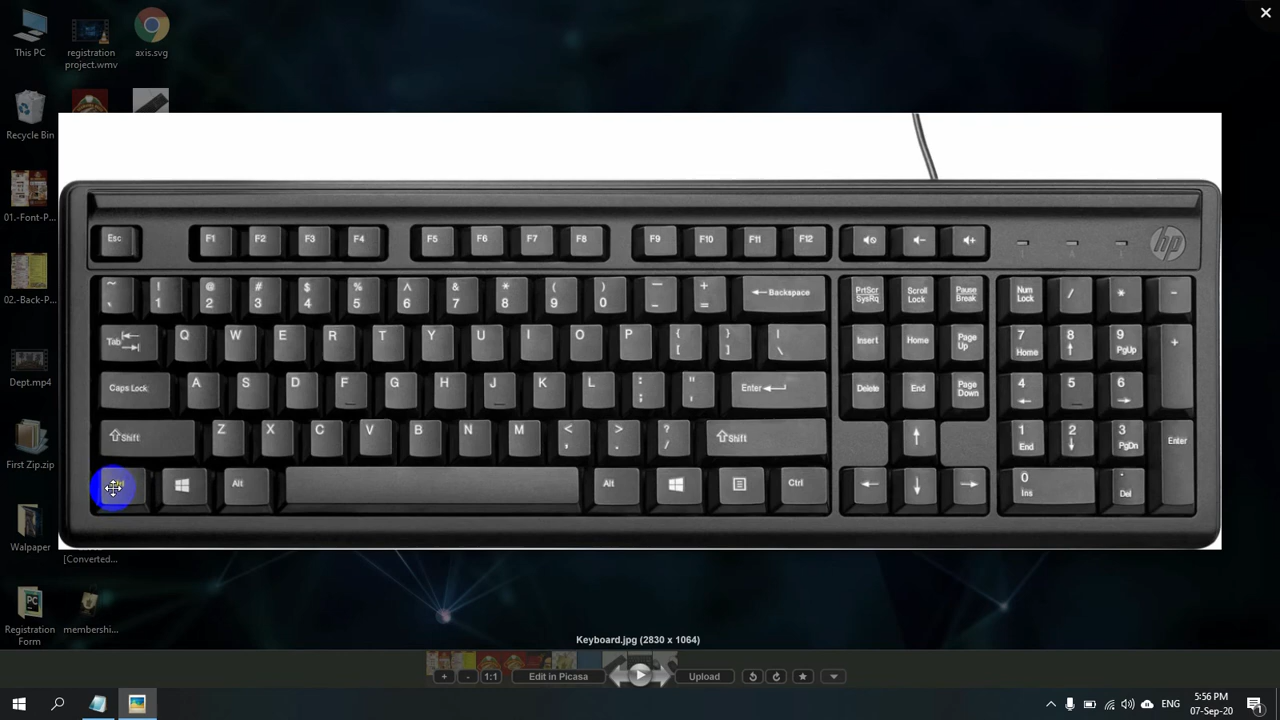 This PC
registration
project.wmv
axis.svg
Recycle Bin
01.-Font-P...
02.-Back-P...
Dept.mp4
First Zip.zip
Walpaper
[Converted...
Registration
Form
membershi...
hp
Esc F1 F2 F3 F4 F5 F6 F7 F8 F9 F10 F11 F12
~ ! @ # $ % ^ & * ( ) — +
` 1 2 3 4 5 6 7 8 9 0 - = ←Backspace
PrtScr
SysRq
Scroll
Lock
Pause
Break
Num
Lock
/ * -
Tab Q W E R T Y U I O P { [ } ] | \
Insert Home Page
Up
7 Home 8 ↑ 9 PgUp +
Caps Lock A S D F G H J K L : ; " ' Enter
Delete End Page
Down
4 ← 5 6 →
Shift Z X C V B N M < , > . ? / Shift
↑
1 End 2 ↓ 3 PgDn Enter
Alt Alt Ctrl
← ↓ →
0 Ins . Del
Keyboard.jpg (2830 x 1064)
+ - 1:1 Edit in Picasa Upload
ENG
5:56 PM
07-Sep-20
1